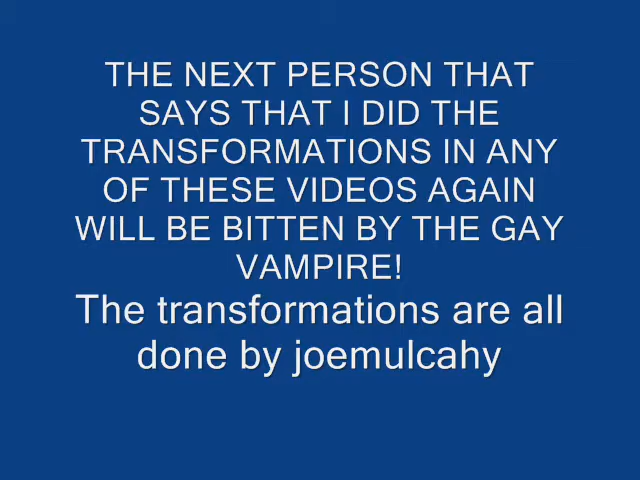 THE NEXT PERSON THAT
SAYS THAT I DID THE
TRANSFORMATIONS IN ANY
OF THESE VIDEOS AGAIN
WILL BE BITTEN BY THE GAY
VAMPIRE!
The transformations are all
done by joemulcahy